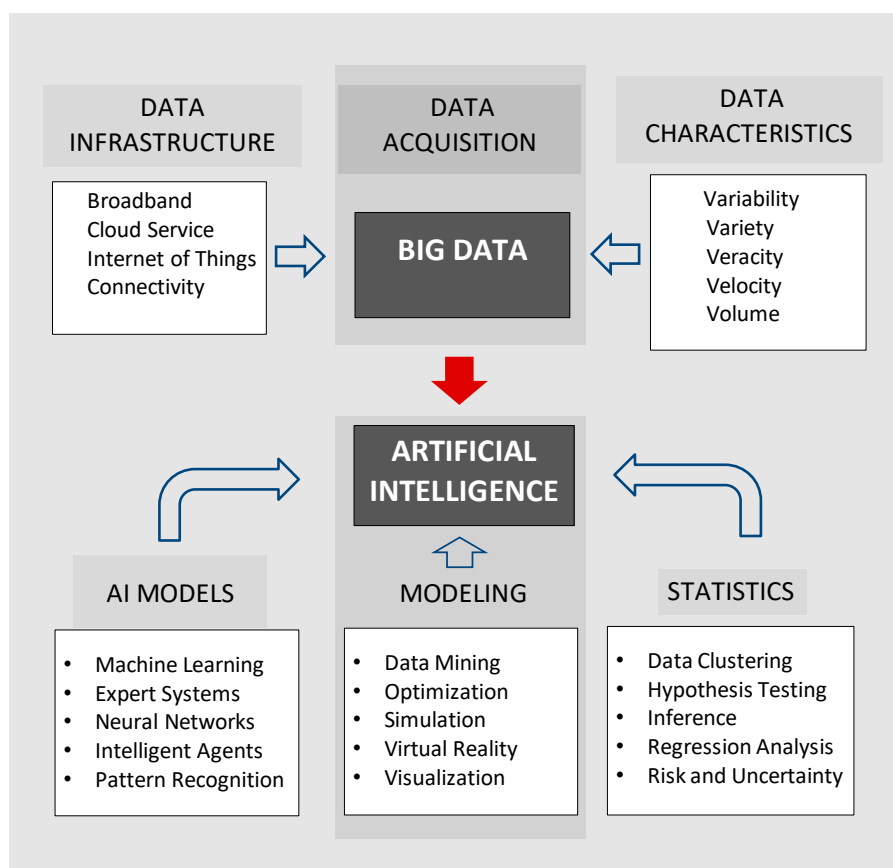 DATA
INFRASTRUCTURE
Broadband
Cloud Service
Internet of Things
Connectivity
DATA
ACQUISITION
BIG DATA
DATA
CHARACTERISTICS
Variability
Variety
Veracity
Velocity
Volume
ARTIFICIAL
INTELLIGENCE
AI MODELS
• Machine Learning
• Expert Systems
• Neural Networks
• Intelligent Agents
• Pattern Recognition
MODELING
• Data Mining
• Optimization
• Simulation
• Virtual Reality
• Visualization
STATISTICS
• Data Clustering
• Hypothesis Testing
• Inference
• Regression Analysis
• Risk and Uncertainty